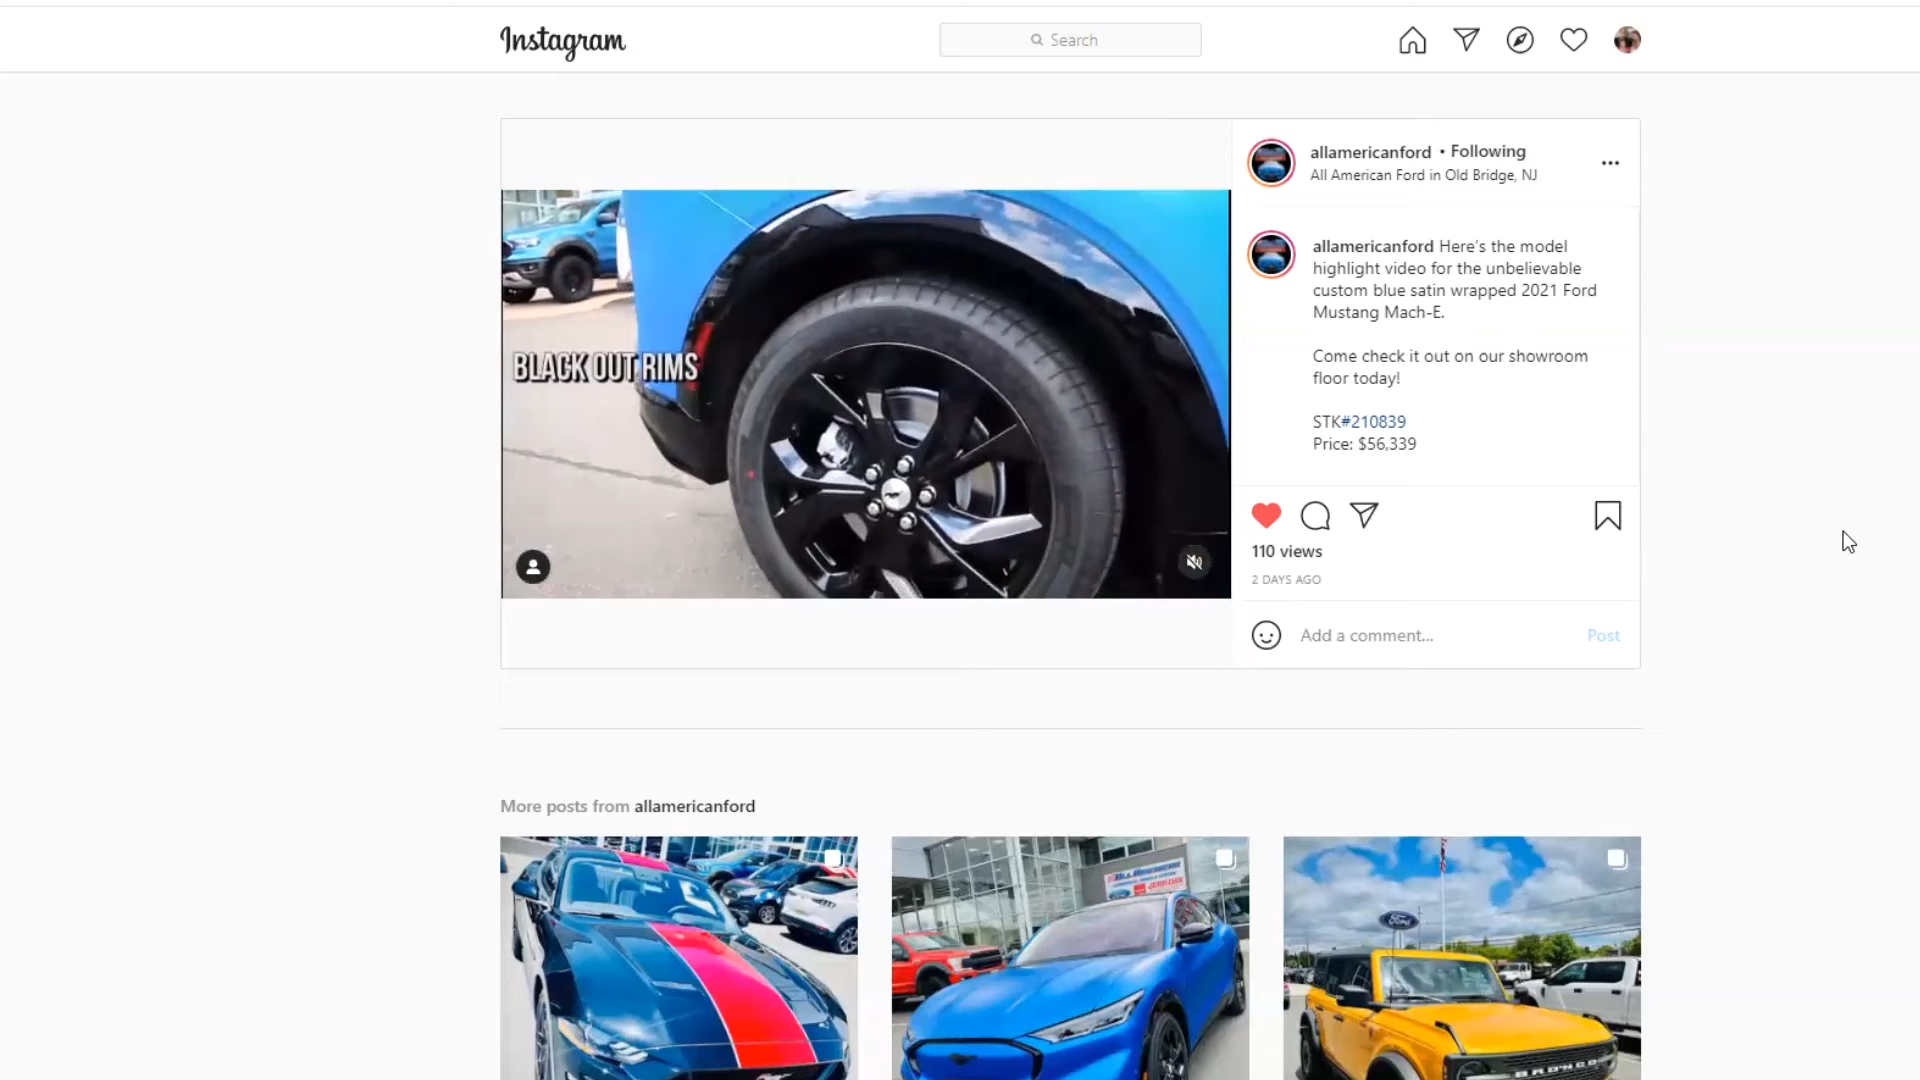 Instagram
Search
allamericanford • Following
All American Ford in Old Bridge, NJ
BLACK OUT RIMS
allamericanford Here's the model
highlight video for the unbelievable
custom blue satin wrapped 2021 Ford
Mustang Mach-E.
Come check it out on our showroom
floor today!
STK#210839
Price: $56,339
110 views
2 DAYS AGO
Add a comment...
Post
More posts from allamericanford
Ford
BRONCO